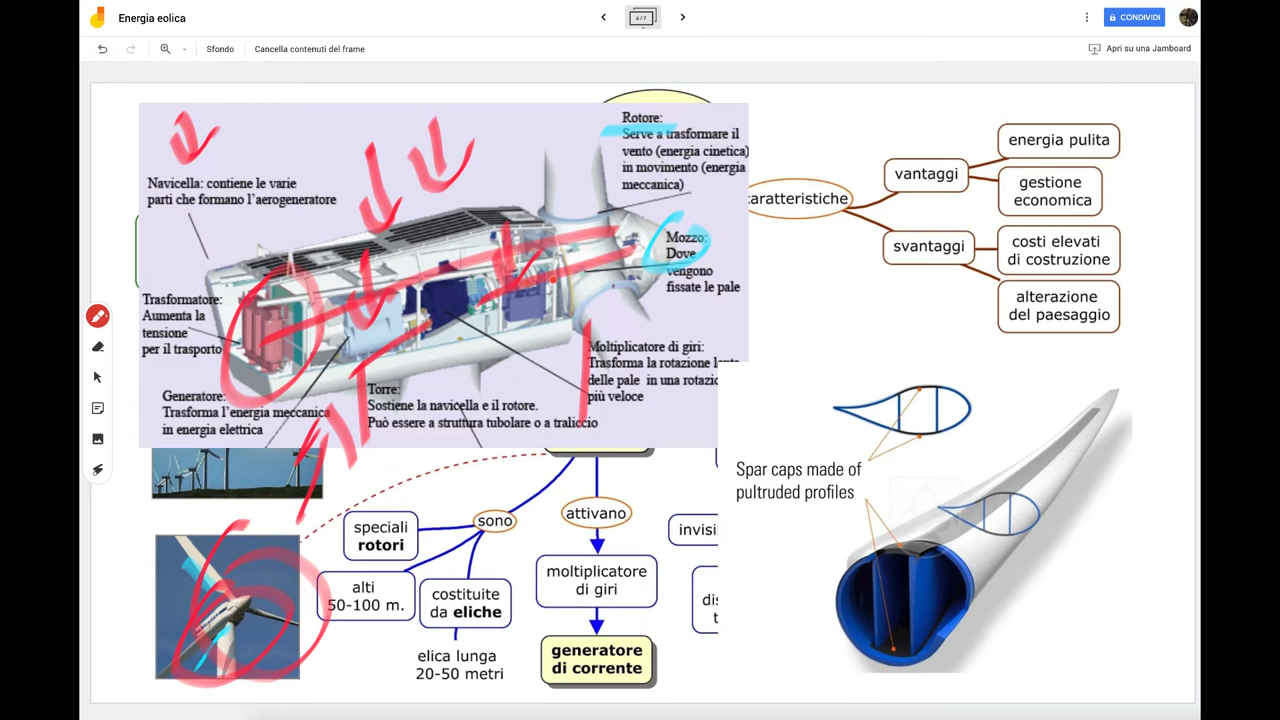 Energia eolica
6 / 7
CONDIVIDI
Sfondo
Cancella contenuti del frame
Apri su una Jamboard
Navicella: contiene le varie
parti che formano l'aerogeneratore
Rotore:
Serve a trasformare il
vento (energia cinetica)
in movimento (energia
meccanica)
Mozzo:
Dove
vengono
fissate le pale
Trasformatore:
Aumenta la
tensione
per il trasporto
Generatore:
Trasforma l'energia meccanica
in energia elettrica
Torre:
Sostiene la navicella e il rotore.
Può essere a struttura tubolare o a traliccio
Moltiplicatore di giri:
Trasforma la rotazione
delle pale in una
più veloce
caratteristiche
vantaggi
energia pulita
gestione
economica
svantaggi
costi elevati
di costruzione
alterazione
del paesaggio
Spar caps made of
pultruded profiles
sono
speciali
rotori
alti
50-100 m.
costituite
da eliche
elica lunga
20-50 metri
attivano
moltiplicatore
di giri
generatore
di corrente